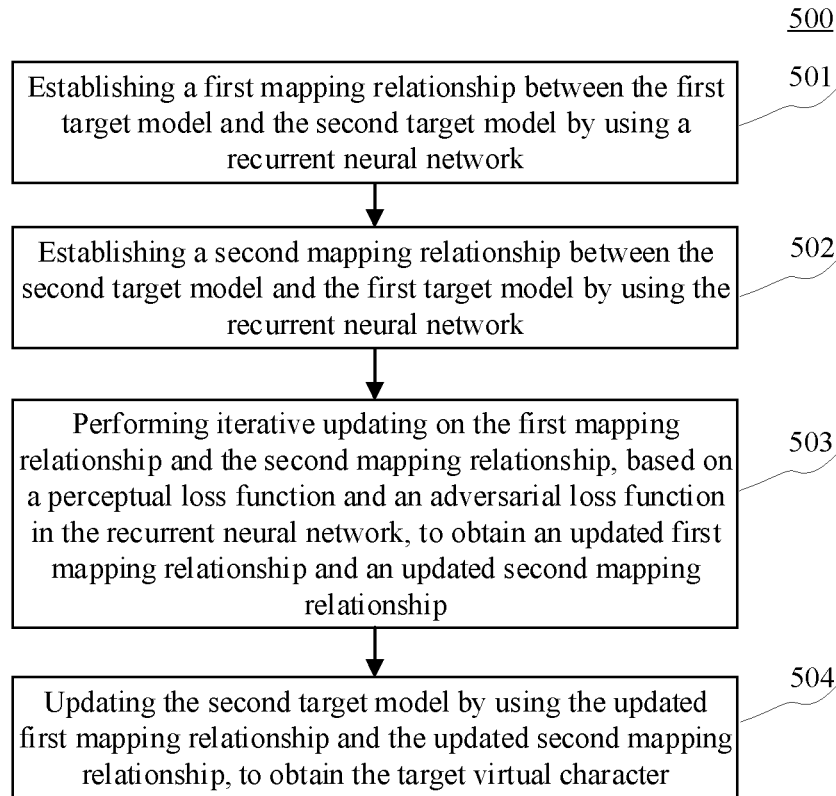 500
Establishing a first mapping relationship between the first
target model and the second target model by using a
recurrent neural network
501
Establishing a second mapping relationship between the
second target model and the first target model by using the
recurrent neural network
502
Performing iterative updating on the first mapping
relationship and the second mapping relationship, based on
a perceptual loss function and an adversarial loss function
in the recurrent neural network, to obtain an updated first
mapping relationship and an updated second mapping
relationship
503
Updating the second target model by using the updated
first mapping relationship and the updated second mapping
relationship, to obtain the target virtual character
504